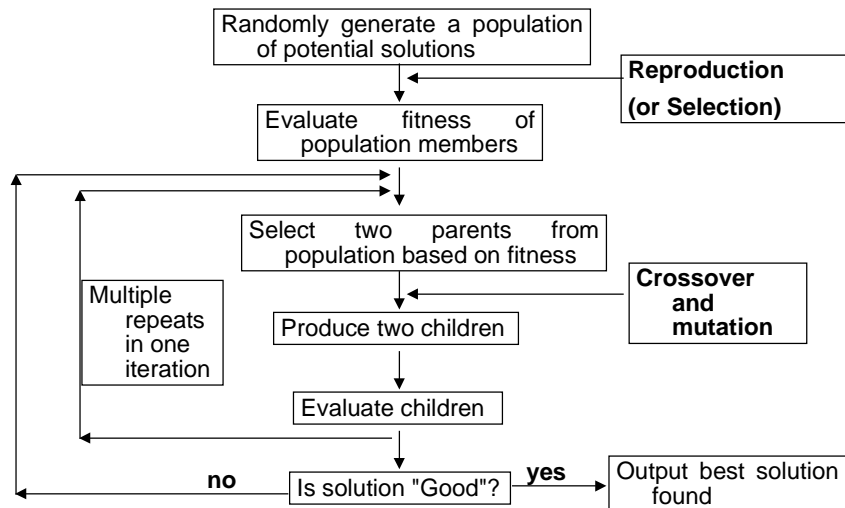 Randomly generate a population
of potential solutions
Reproduction
(or Selection)
Evaluate fitness of
population members
Select two parents from
population based on fitness
Multiple
repeats
in one
iteration
Crossover
and
mutation
Produce two children
Evaluate children
no
Is solution "Good"?
yes
Output best solution
found